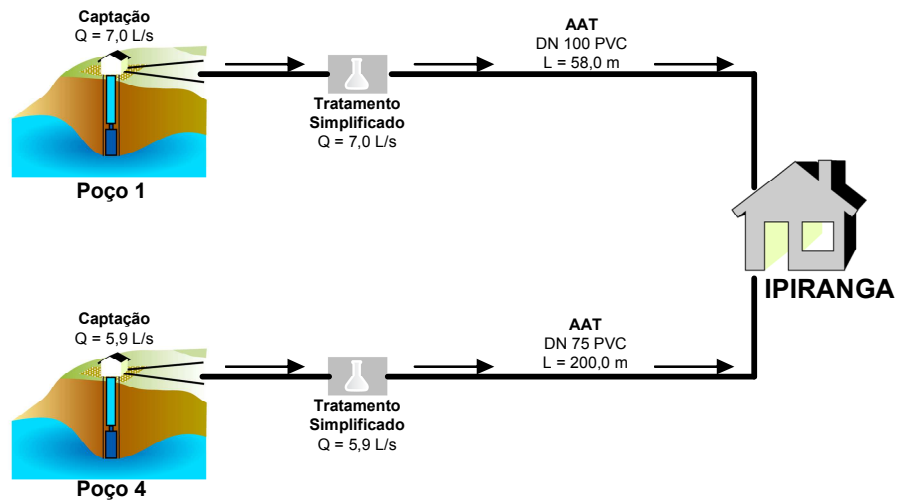 Captação
Q = 7,0 L/s
Poço 1
Tratamento
Simplificado
Q = 7,0 L/s
AAT
DN 100 PVC
L = 58,0 m
IPIRANGA
Captação
Q = 5,9 L/s
Poço 4
Tratamento
Simplificado
Q = 5,9 L/s
AAT
DN 75 PVC
L = 200,0 m